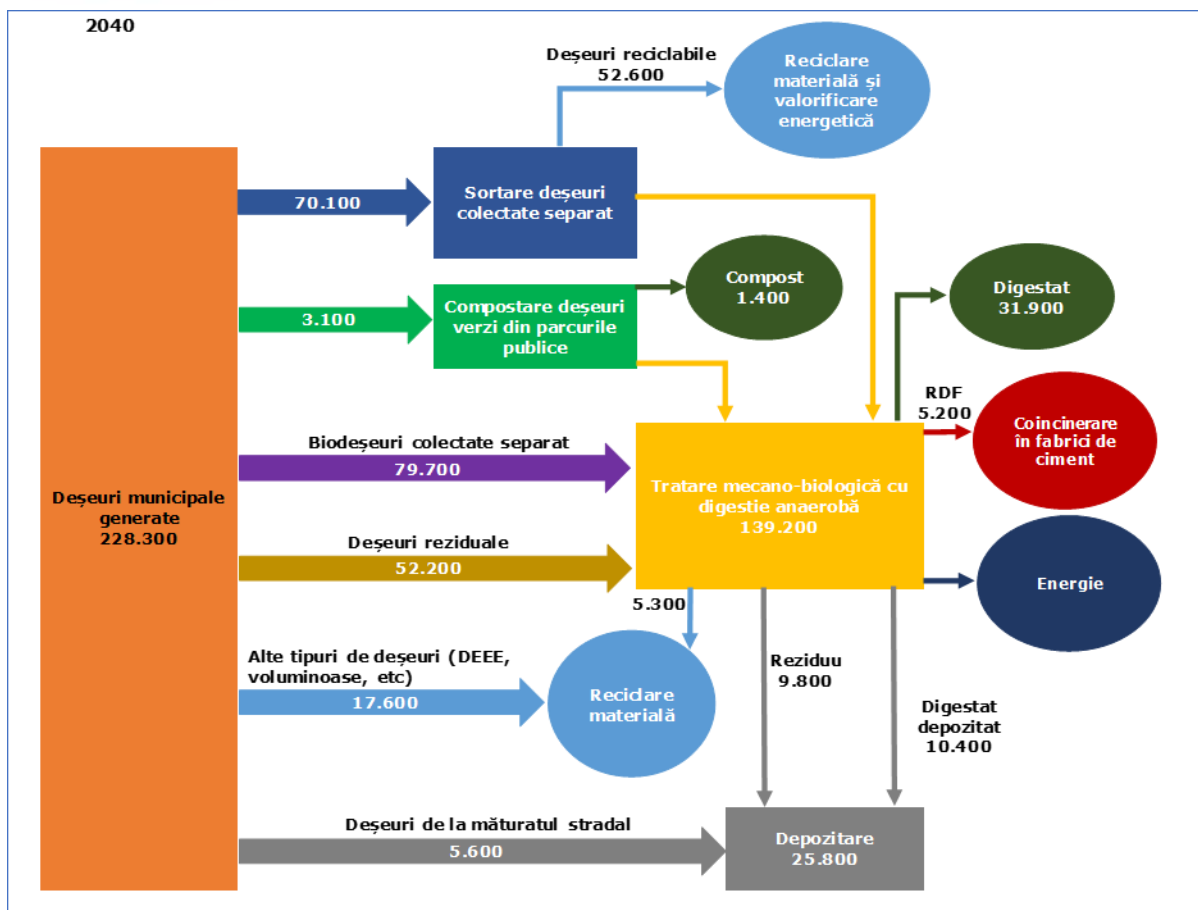 2040
Deșeuri reciclabile
52.600
Reciclare
materială și
valorificare
energetică
70.100
Sortare deșeuri
colectate separat
Compost
1.400
Digestat
31.900
3.100
Compostare deșeuri
verzi din parcurile
publice
RDF
5.200
Coincinerare
în fabrici de
ciment
Biodeșeuri colectate separat
79.700
Tratare mecano-biologică cu
digestie anaerobă
139.200
Deșeuri municipale
generate
228.300
Deșeuri reziduale
52.200
Energie
5.300
Alte tipuri de deșeuri (DEEE,
voluminoase, etc)
17.600
Reciclare
materială
Reziduu
9.800
Digestat
depozitat
10.400
Deșeuri de la măturatul stradal
5.600
Depozitare
25.800